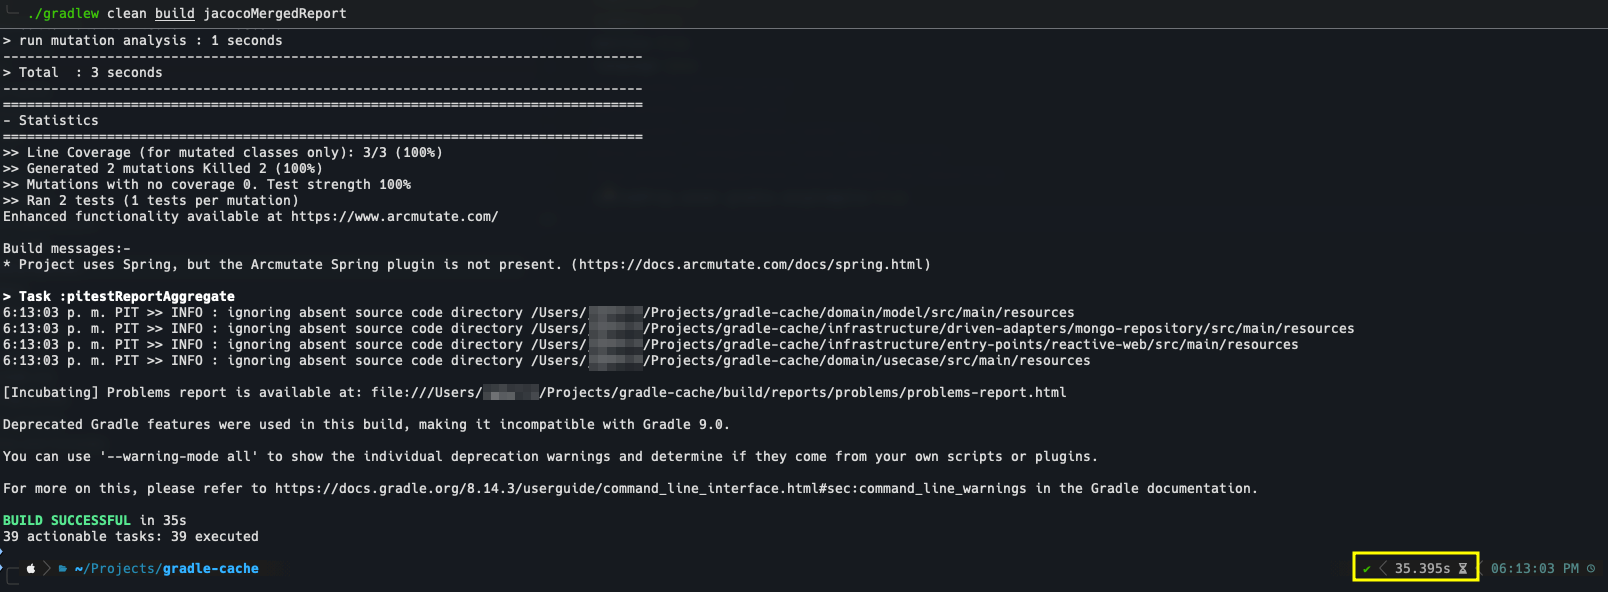 ./gradlew clean build jacocoMergedReport
> run mutation analysis : 1 seconds
--------------------------------------------------------------------------------
> Total  : 3 seconds
--------------------------------------------------------------------------------
================================================================================
- Statistics
================================================================================
>> Line Coverage (for mutated classes only): 3/3 (100%)
>> Generated 2 mutations Killed 2 (100%)
>> Mutations with no coverage 0. Test strength 100%
>> Ran 2 tests (1 tests per mutation)
Enhanced functionality available at https://www.arcmutate.com/
Build messages:-
* Project uses Spring, but the Arcmutate Spring plugin is not present. (https://docs.arcmutate.com/docs/spring.html)
> Task :pitestReportAggregate
6:13:03 p. m. PIT >> INFO : ignoring absent source code directory /Users/ /Projects/gradle-cache/domain/model/src/main/resources
6:13:03 p. m. PIT >> INFO : ignoring absent source code directory /Users/ /Projects/gradle-cache/infrastructure/driven-adapters/mongo-repository/src/main/resources
6:13:03 p. m. PIT >> INFO : ignoring absent source code directory /Users/ /Projects/gradle-cache/infrastructure/entry-points/reactive-web/src/main/resources
6:13:03 p. m. PIT >> INFO : ignoring absent source code directory /Users/ /Projects/gradle-cache/domain/usecase/src/main/resources
[Incubating] Problems report is available at: file:///Users/ /Projects/gradle-cache/build/reports/problems/problems-report.html
Deprecated Gradle features were used in this build, making it incompatible with Gradle 9.0.
You can use '--warning-mode all' to show the individual deprecation warnings and determine if they come from your own scripts or plugins.
For more on this, please refer to https://docs.gradle.org/8.14.3/userguide/command_line_interface.html#sec:command_line_warnings in the Gradle documentation.
BUILD SUCCESSFUL in 35s
39 actionable tasks: 39 executed
~/Projects/gradle-cache ✔ 35.395s 06:13:03 PM